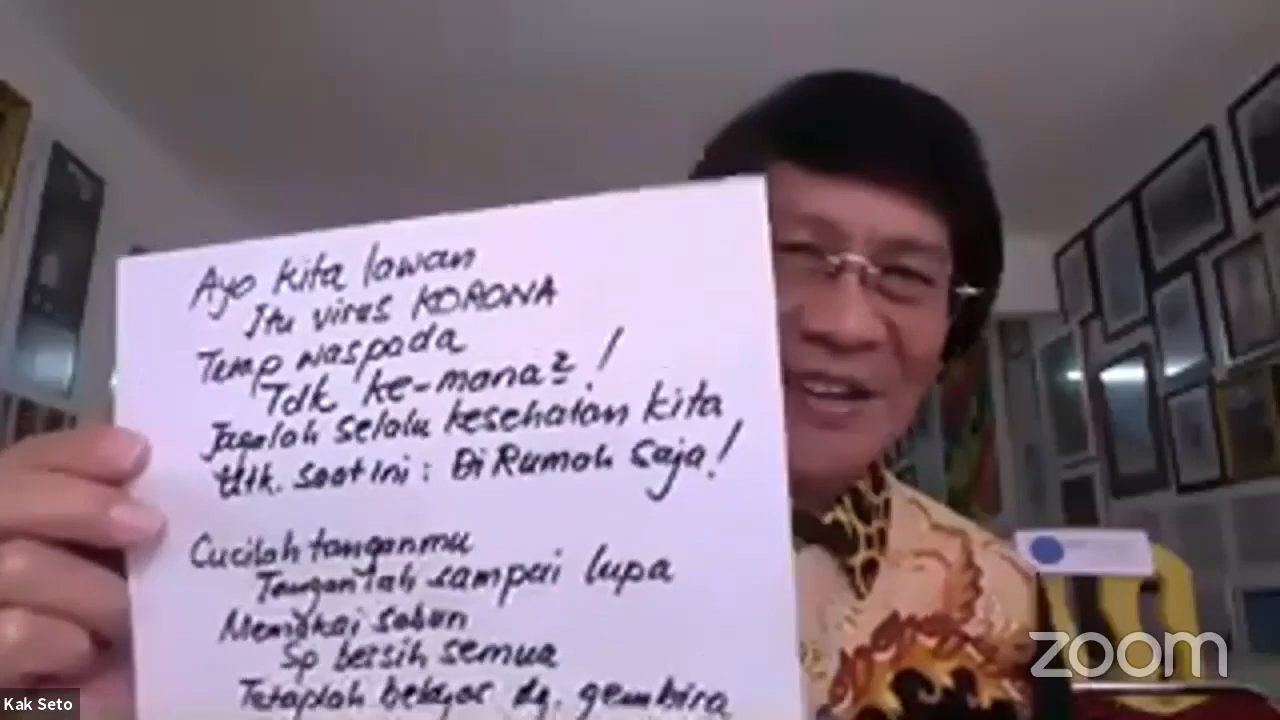 Ayo kita lawan
Itu virus KORONA
Tetap waspada
Tdk ke-mana2!
Jagalah selalu kesehatan kita
Utk. saat ini: Di Rumah saja!
Cucilah tanganmu
Janganlah sampai lupa
Memakai sabun
Sp bersih semua
Tetaplah belajar dg. gembira
Kak Seto
zoom